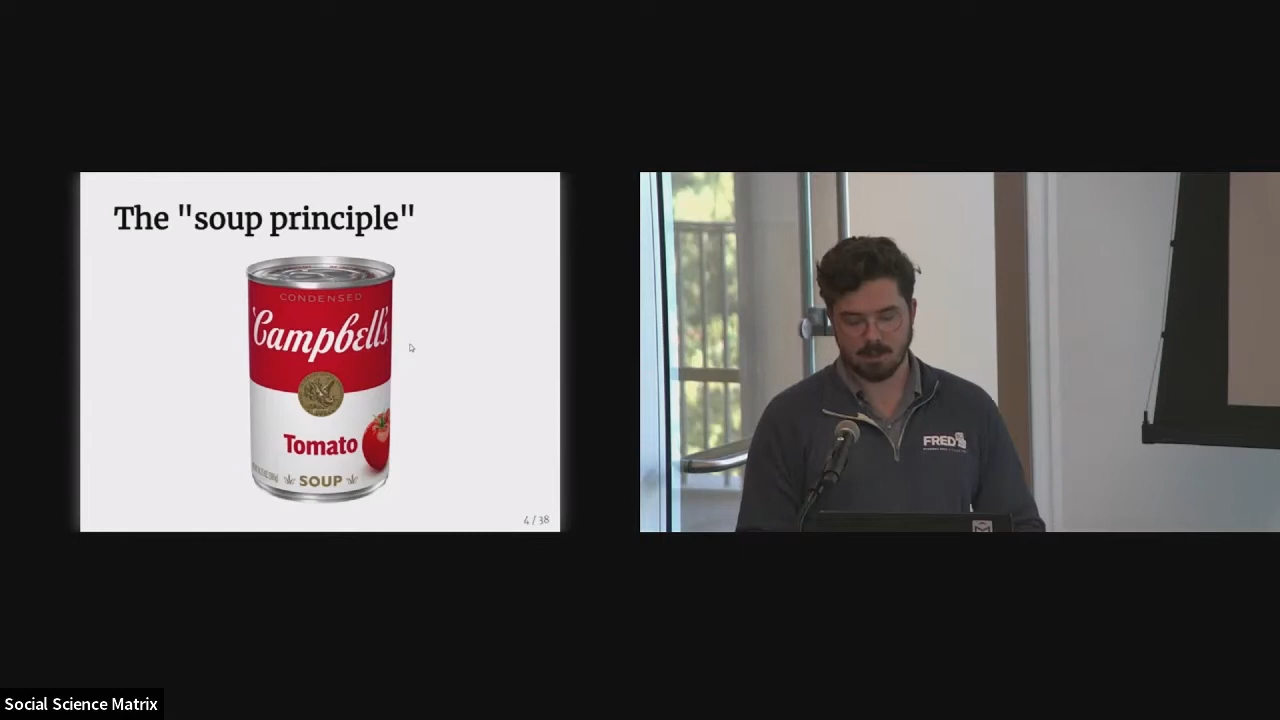 The "soup principle"
CONDENSED
Campbell's
Tomato
SOUP
4 / 38
FRED
Social Science Matrix